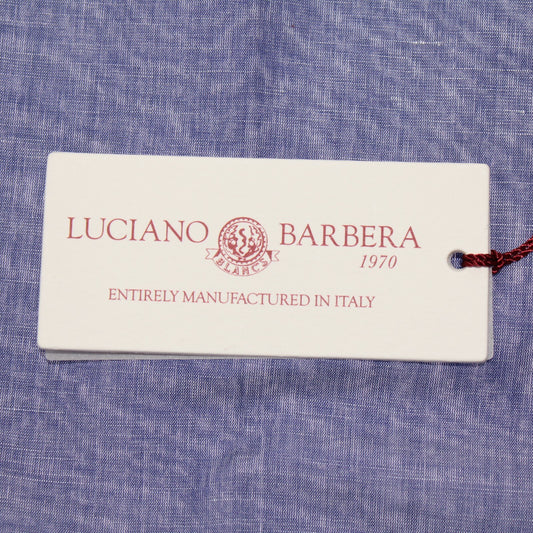 LUCIANO BARBERA
BLANCS
1970
ENTIRELY MANUFACTURED IN ITALY